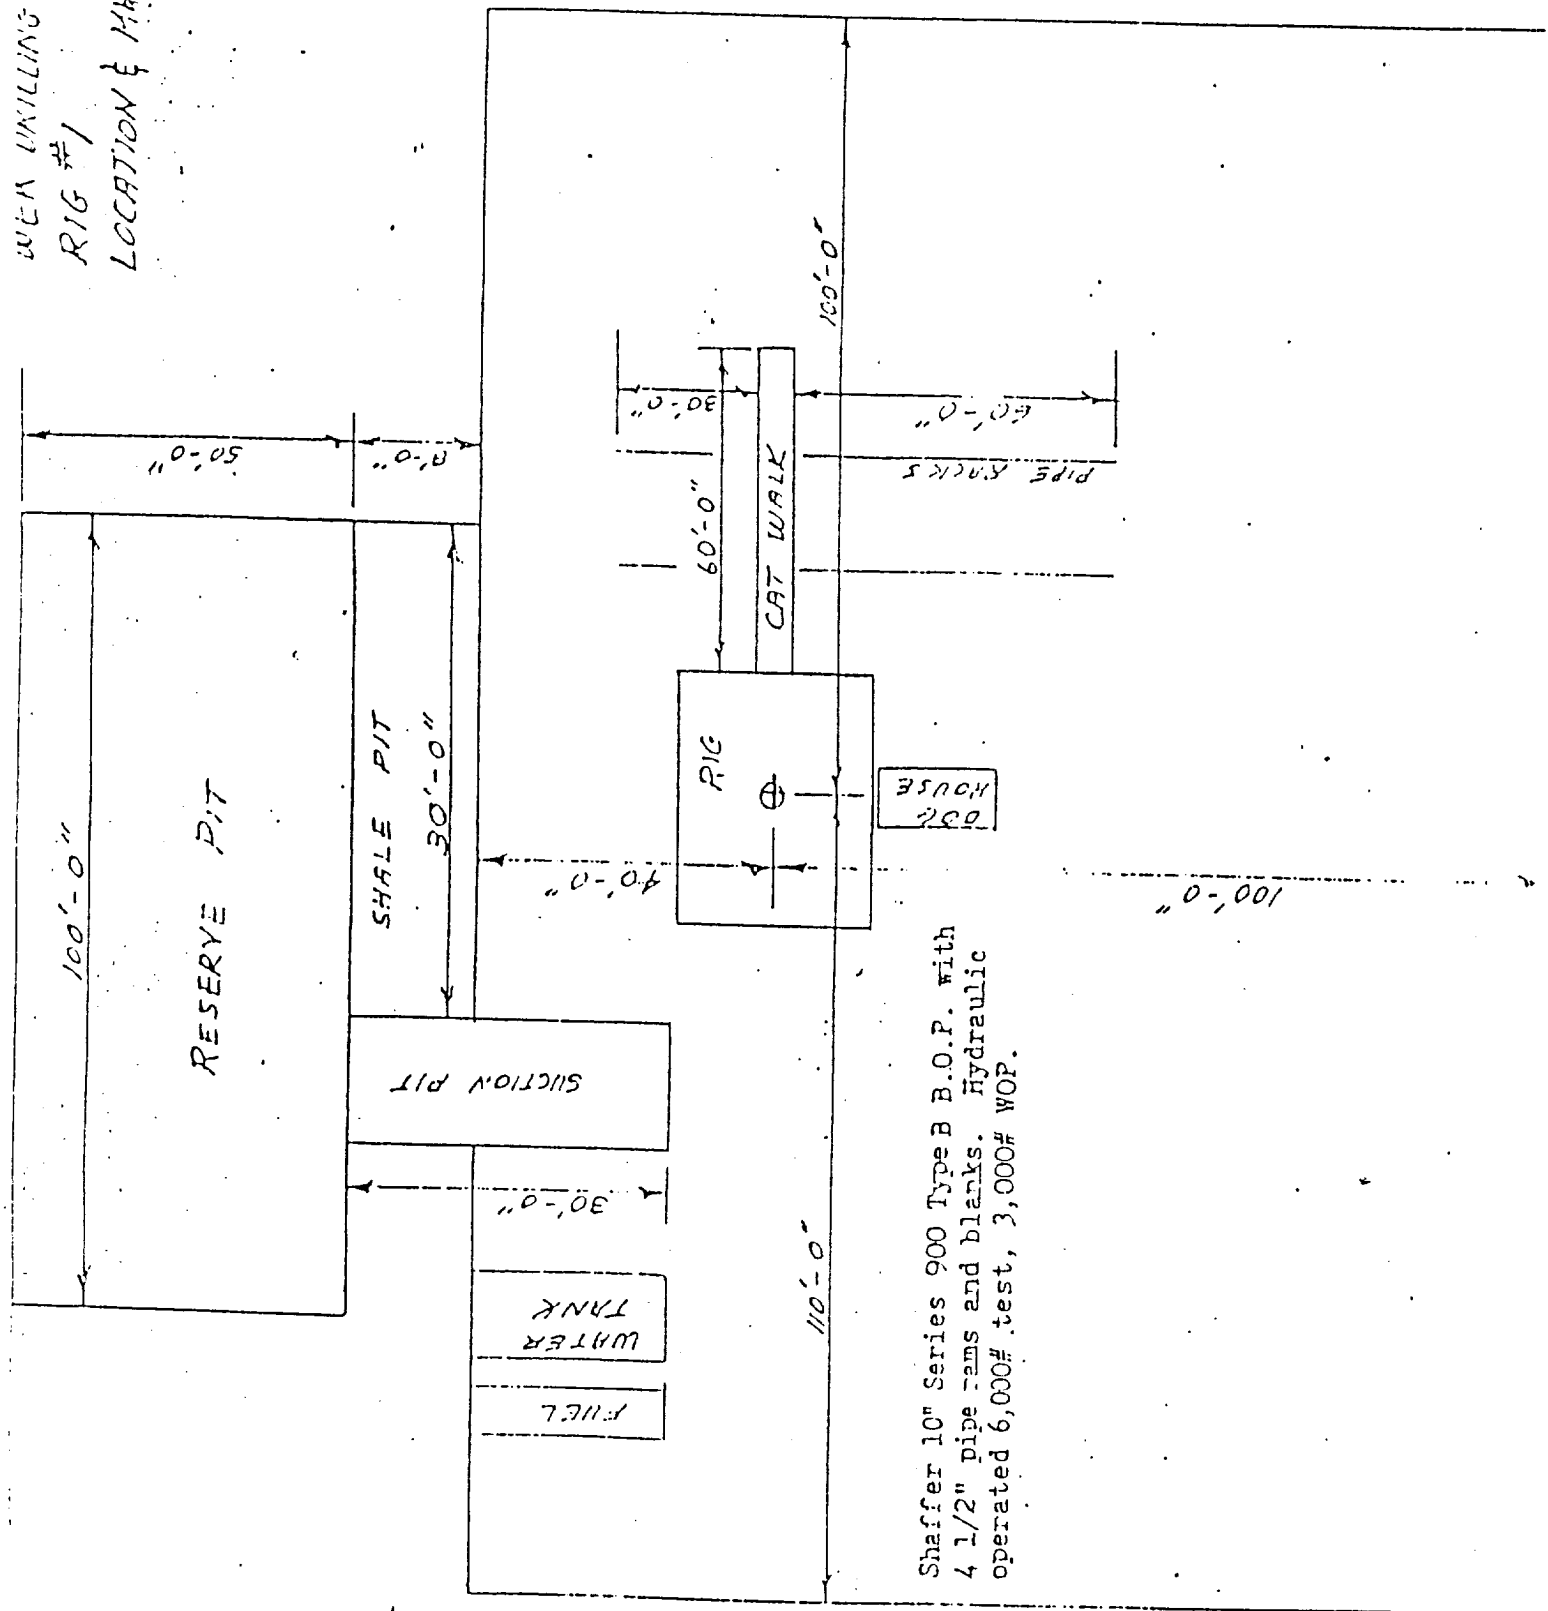 DRILLING
RIG #1
LOCATION &
100'-0"
RESERVE PIT
50'-0"
SHALE PIT
30'-0"
SUCTION PIT
30'-0"
WATER
TANK
FUEL
40'-0"
RIG
60'-0"
CAT WALK
30'-0"
60'-0"
PIPE RACKS
DOG
HOUSE
100'-0"
110'-0"
100'-0"
Shaffer 10" Series 900 Type B B.O.P. with
4 1/2" pipe rams and blanks. Hydraulic
operated 6,000# test, 3,000# WOP.